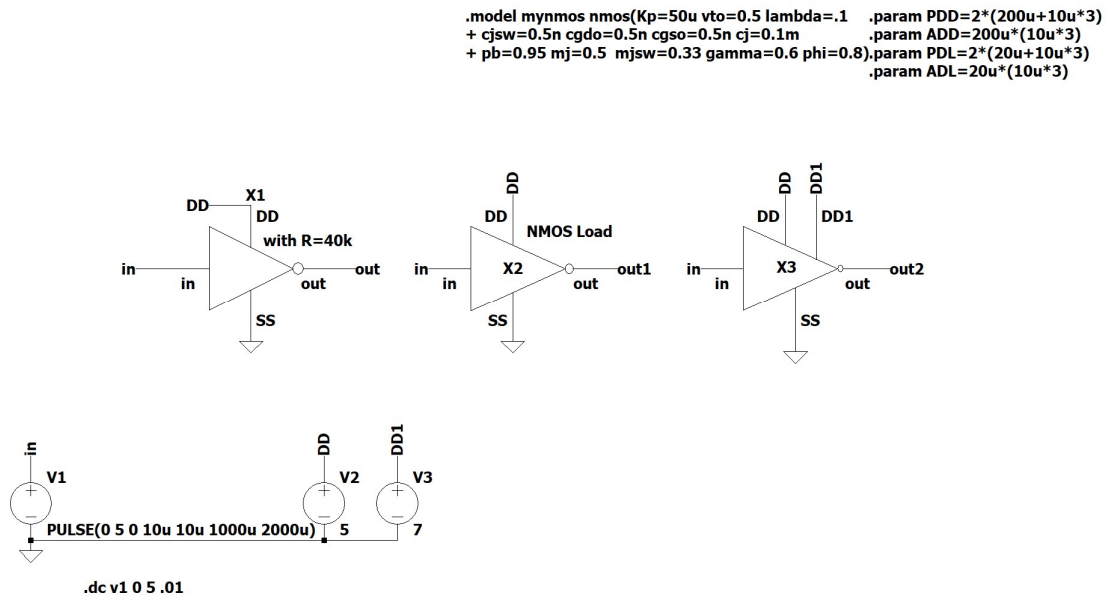 .model mynmos nmos(Kp=50u vto=0.5 lambda=.1
+ cjsw=0.5n cgdo=0.5n cgso=0.5n cj=0.1m
+ pb=0.95 mj=0.5 mjsw=0.33 gamma=0.6 phi=0.8)
.param PDD=2*(200u+10u*3)
.param ADD=200u*(10u*3)
.param PDL=2*(20u+10u*3)
.param ADL=20u*(10u*3)
DD
X1
DD
with R=40k
in
in
out
out
SS
DD
DD
NMOS Load
in
in
X2
out1
out
SS
DD
DD1
DD
DD1
in
in
X3
out2
out
SS
in
V1
PULSE(0 5 0 10u 10u 1000u 2000u)
DD
V2
5
DD1
V3
7
.dc v1 0 5 .01